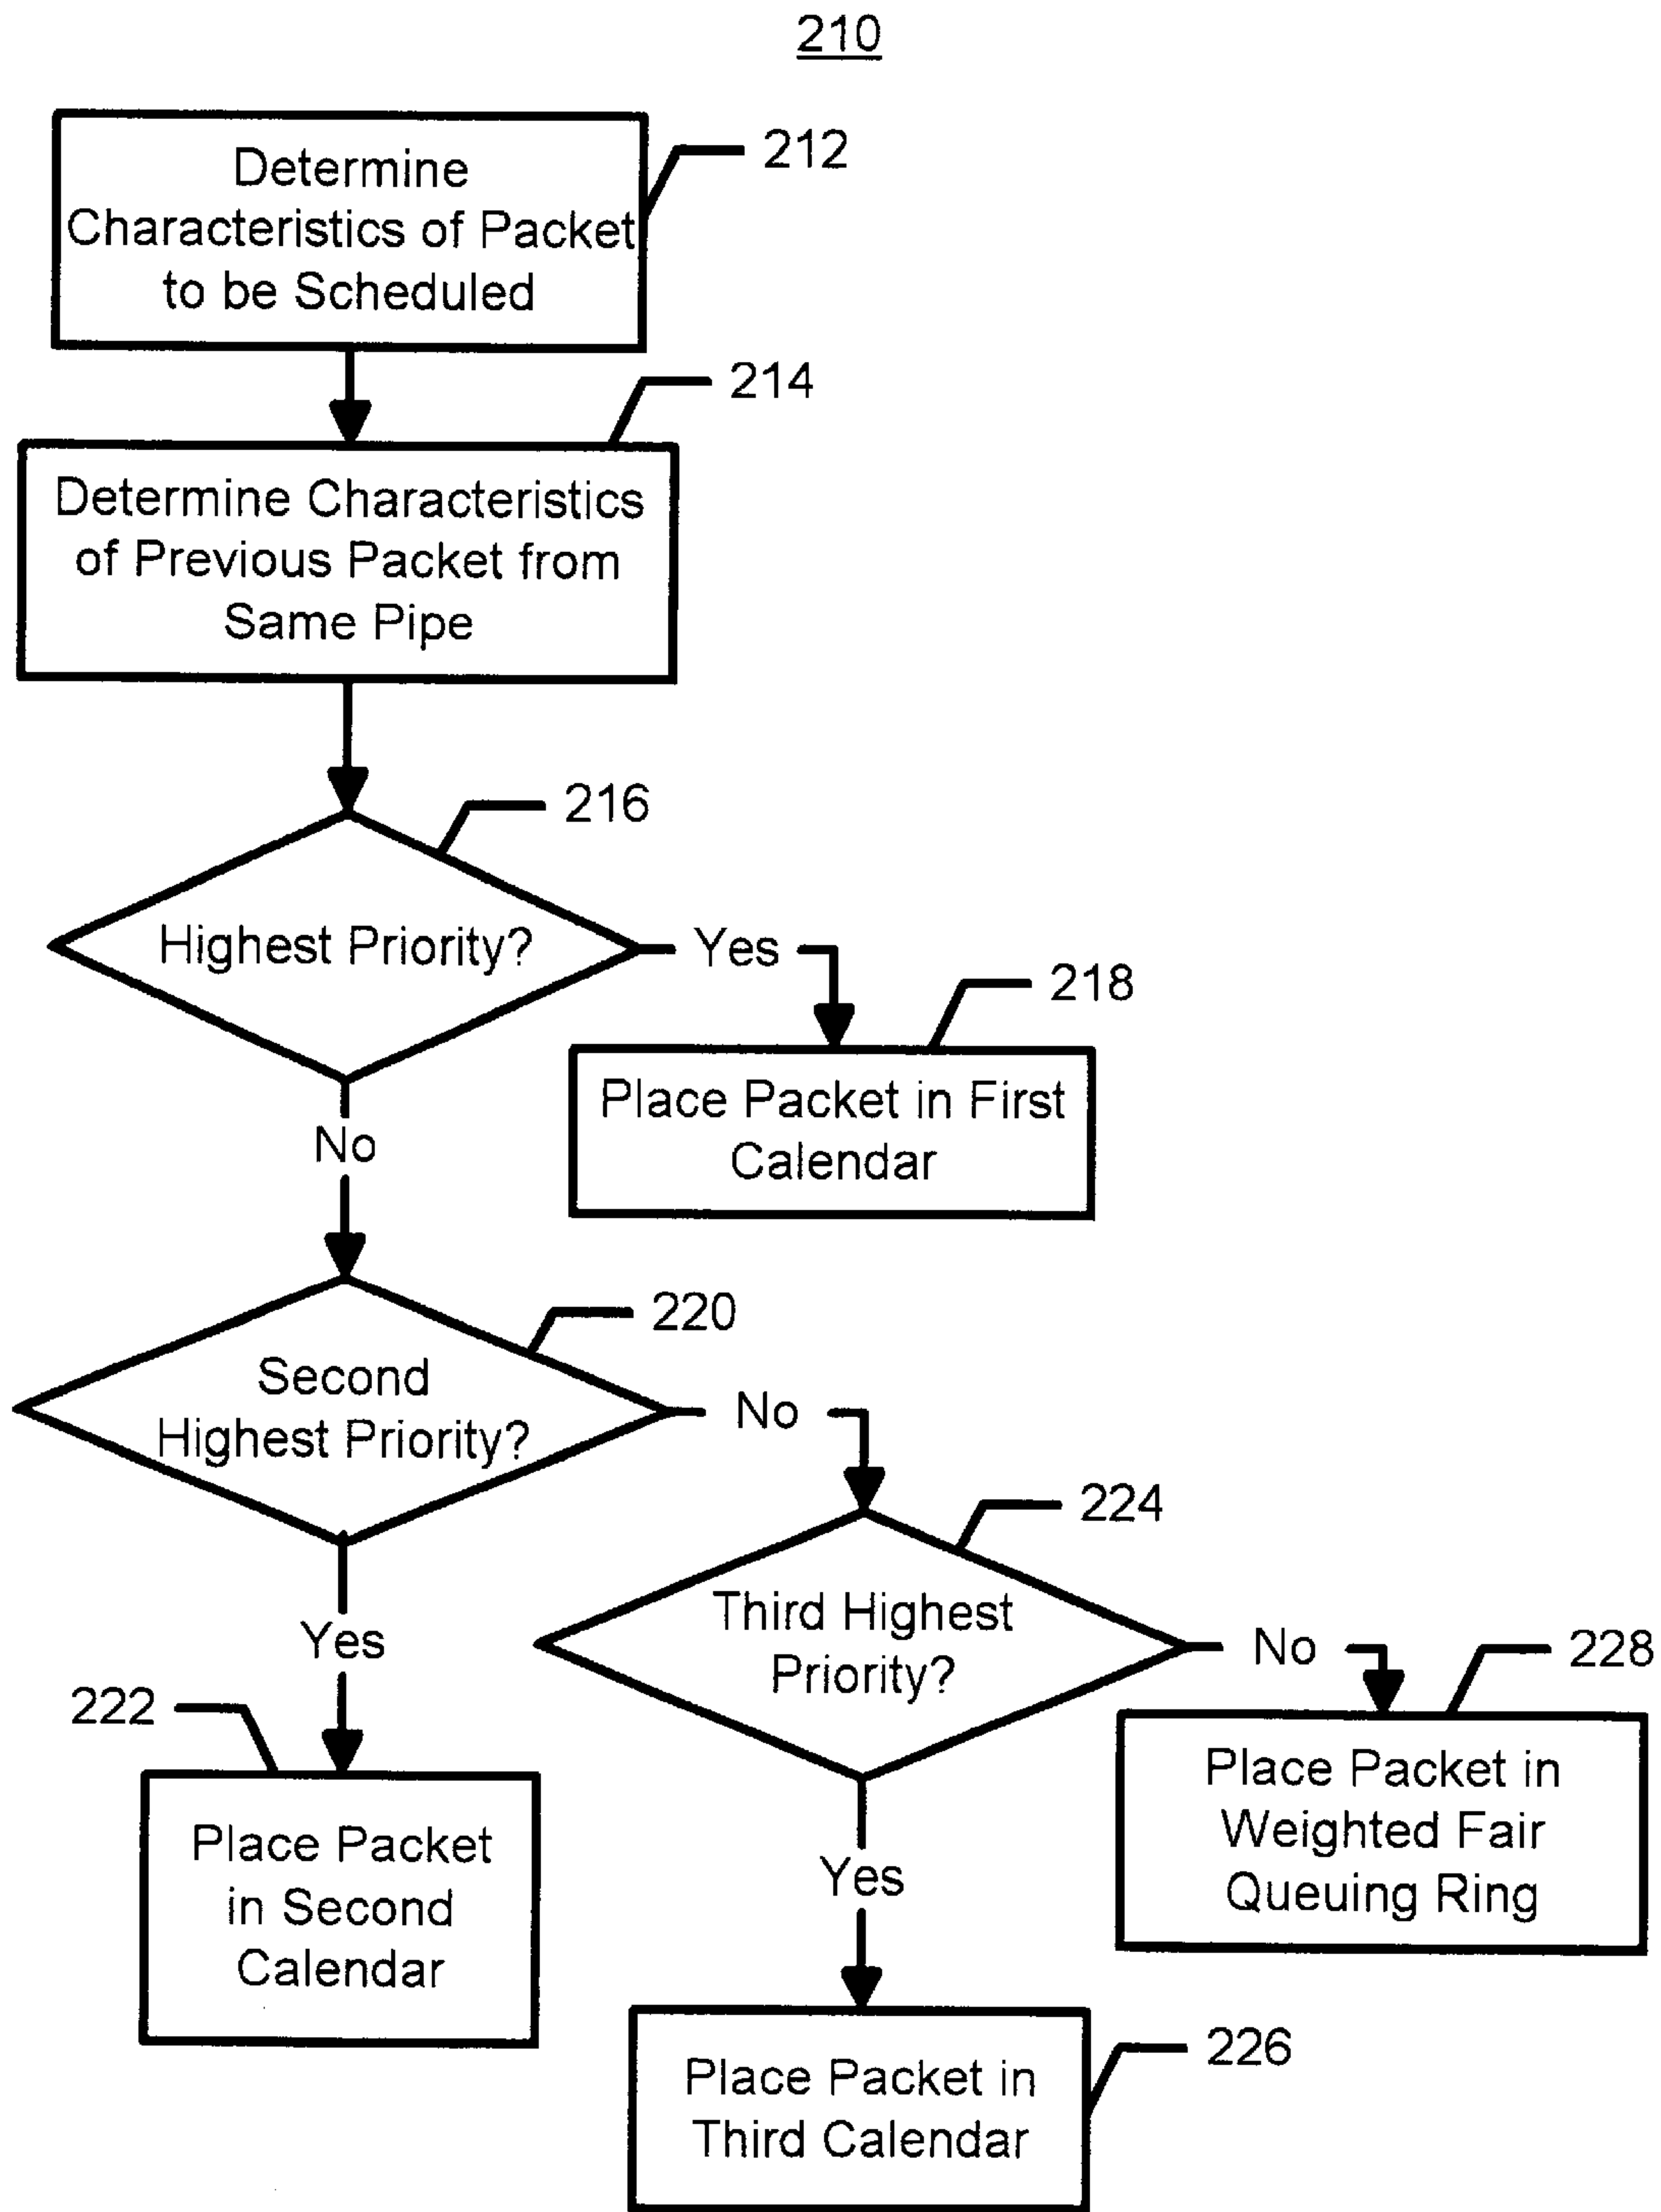 210
Determine
Characteristics of Packet
to be Scheduled
212
214
Determine Characteristics
of Previous Packet from
Same Pipe
216
Highest Priority?
Yes
218
Place Packet in First
Calendar
No
220
Second
Highest Priority?
No
224
Third Highest
Priority?
No
228
Yes
222
Place Packet
in Second
Calendar
Place Packet in
Weighted Fair
Queuing Ring
Yes
226
Place Packet in
Third Calendar